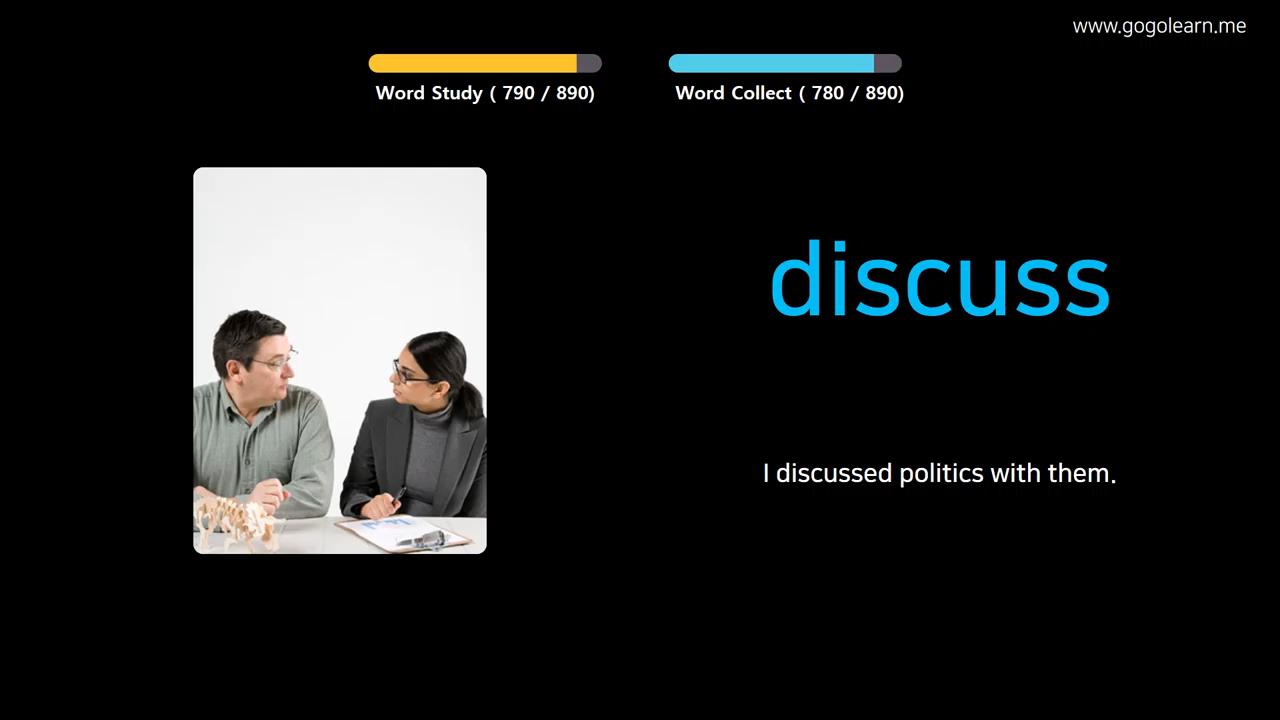 www.gogolearn.me
Word Study ( 790 / 890)
Word Collect ( 780 / 890)
discuss
I discussed politics with them.